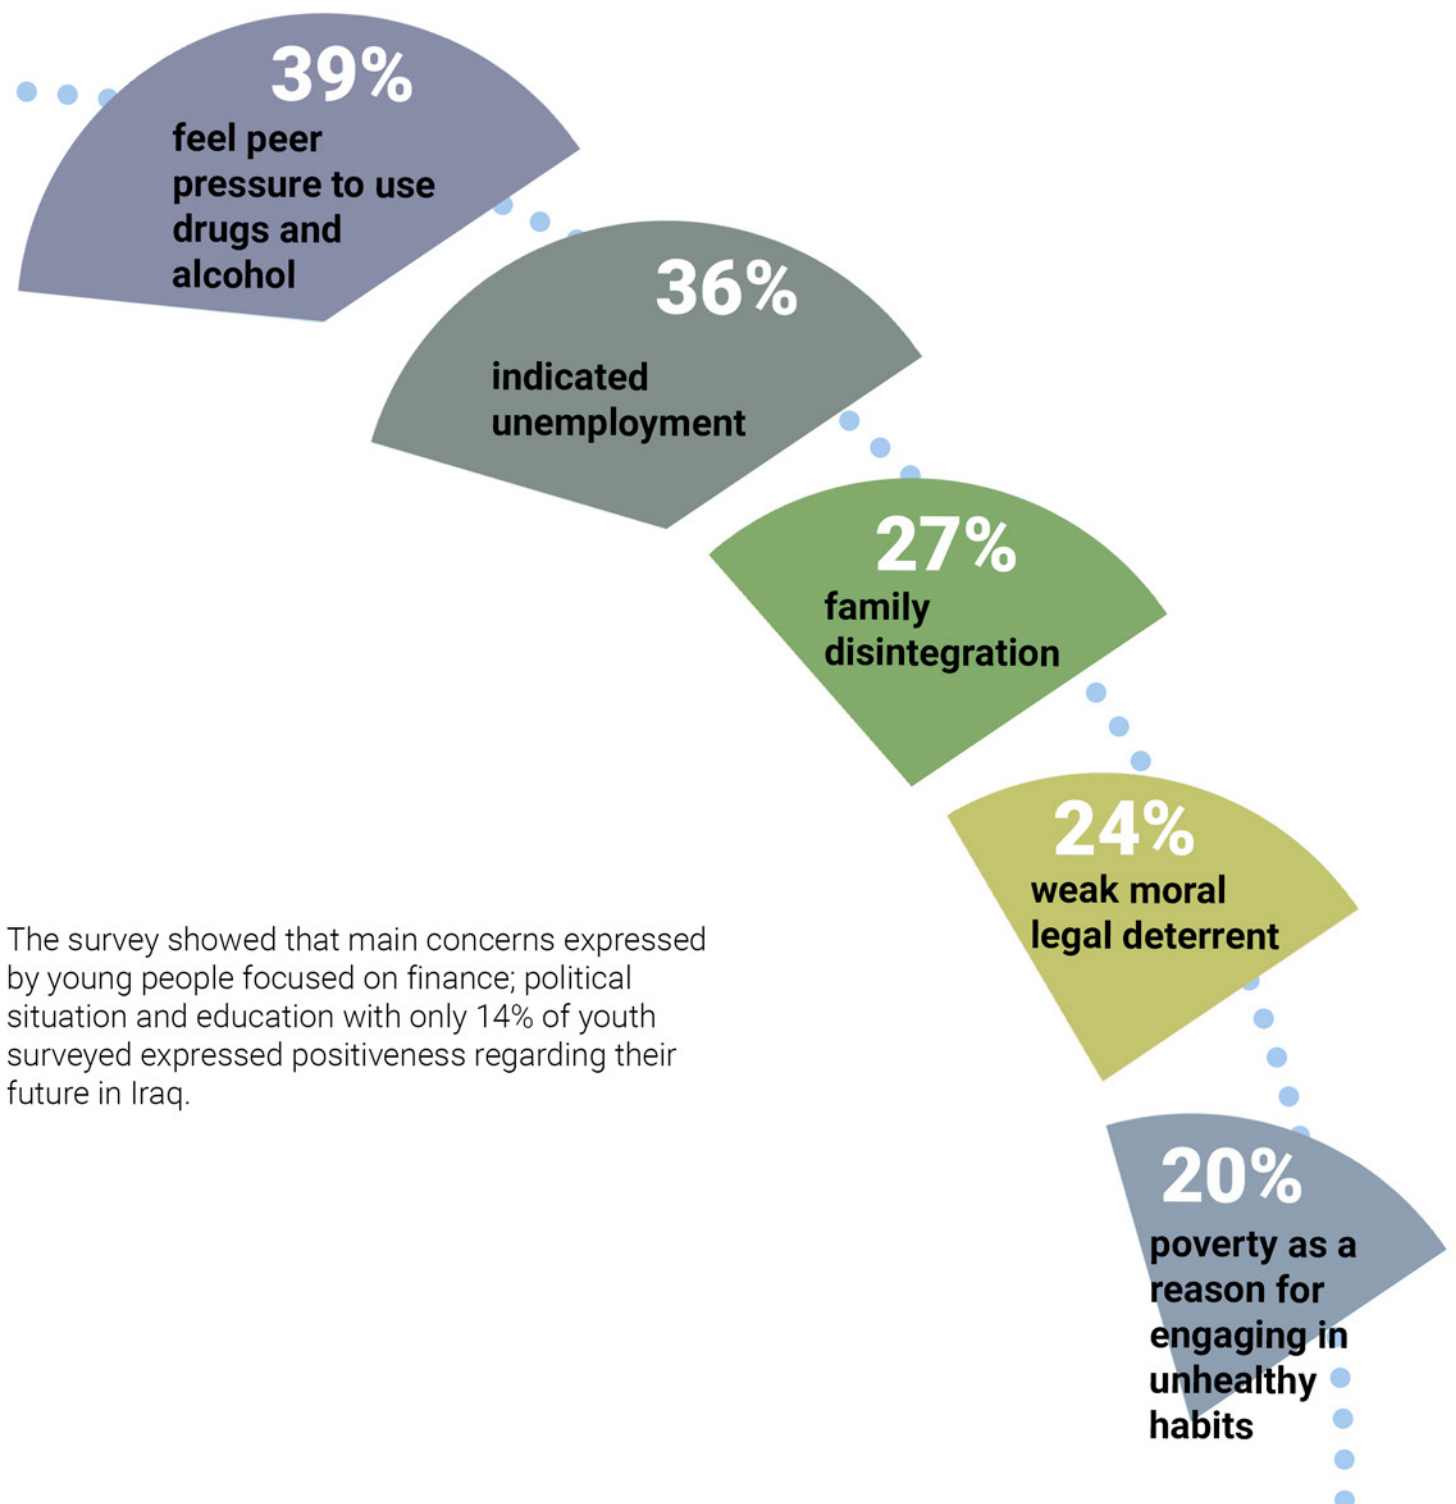 39%
feel peer
pressure to use
drugs and
alcohol
36%
indicated
unemployment
27%
family
disintegration
24%
weak moral
legal deterrent
The survey showed that main concerns expressed
by young people focused on finance; political
situation and education with only 14% of youth
surveyed expressed positiveness regarding their
future in Iraq.
20%
poverty as a
reason for
engaging in
unhealthy
habits